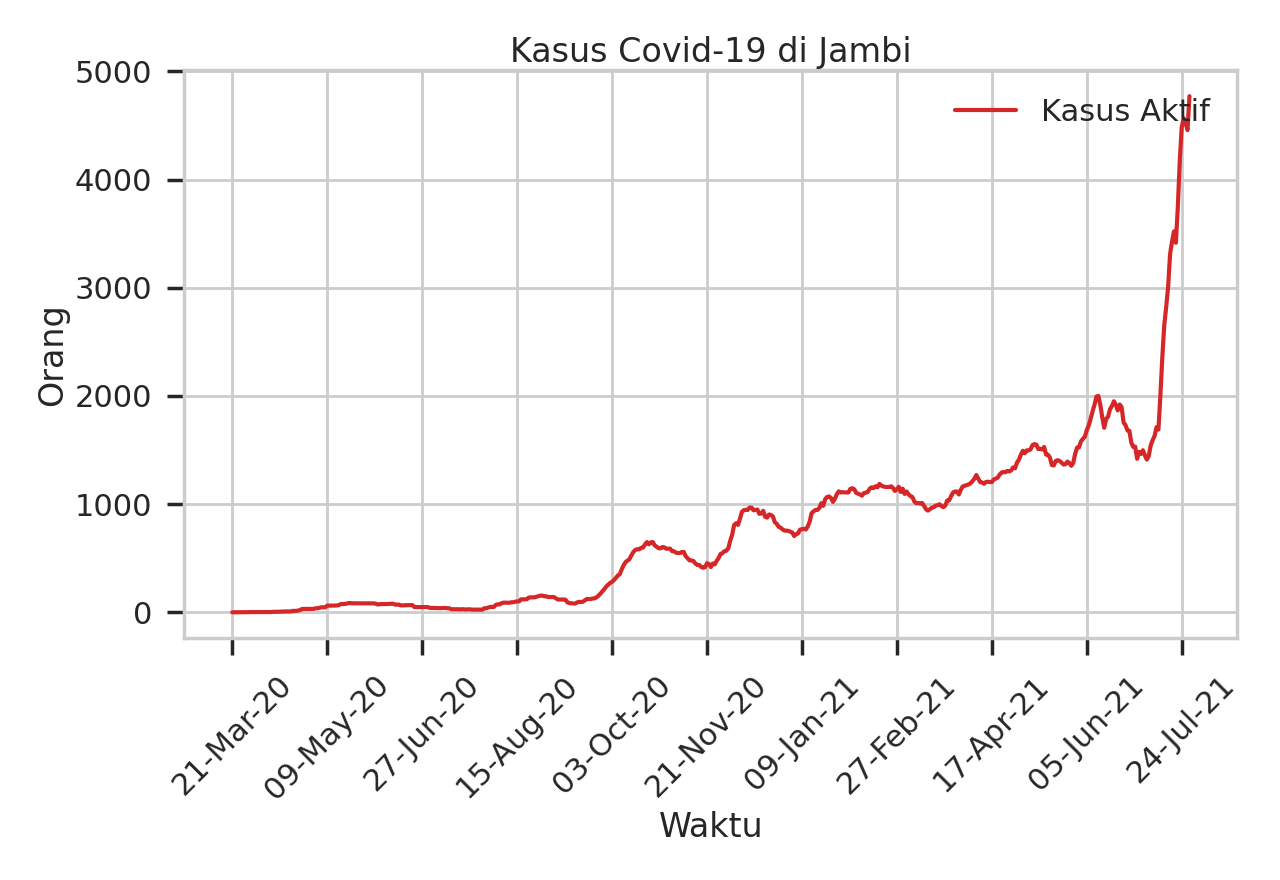 Kasus Covid-19 di Jambi
Kasus Aktif
5000
4000
3000
2000
1000
0
Orang
21-Mar-20
09-May-20
27-Jun-20
15-Aug-20
03-Oct-20
21-Nov-20
09-Jan-21
27-Feb-21
17-Apr-21
05-Jun-21
24-Jul-21
Waktu